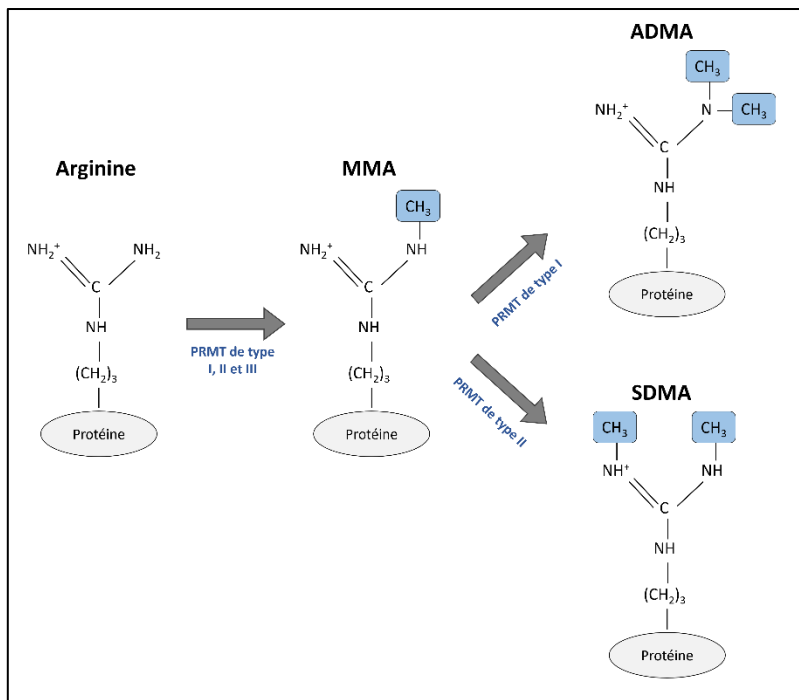 Arginine
NH₂⁺
NH₂
C
NH
(CH₂)₃
Protéine
PRMT de type
I, II et III
MMA
CH₃
NH₂⁺
NH
C
NH
(CH₂)₃
Protéine
PRMT de type I
PRMT de type II
ADMA
CH₃
NH₂⁺
N
CH₃
C
NH
(CH₂)₃
Protéine
SDMA
CH₃
CH₃
NH⁺
NH
C
NH
(CH₂)₃
Protéine